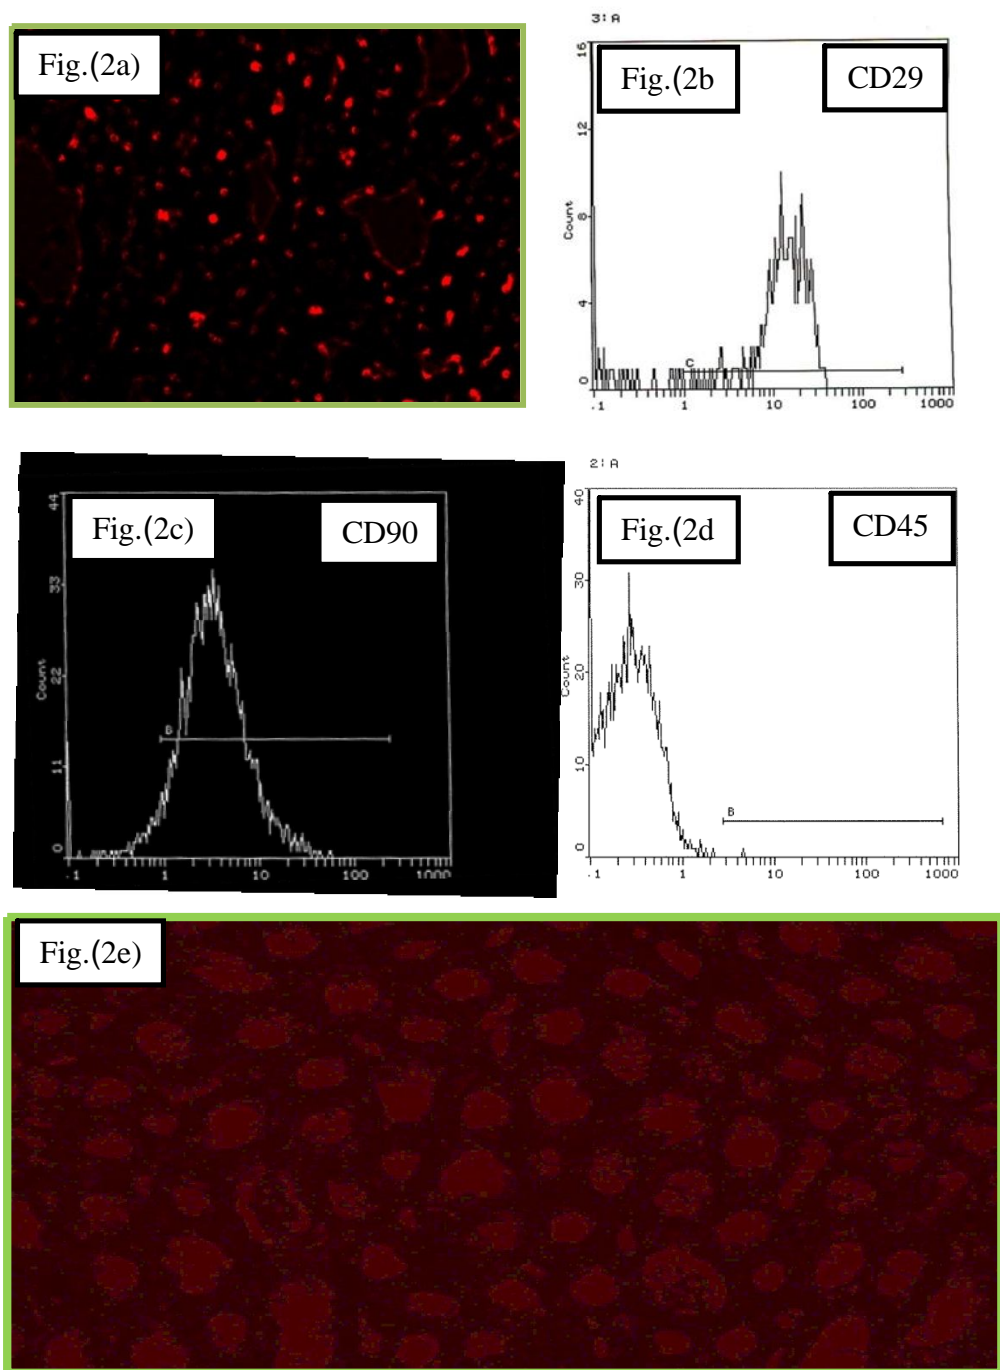 Fig.(2a)
3: A
Fig.(2b
CD29
16
12
8
4
0
Count
C
.1 1 10 100 1000
Fig.(2c)
CD90
44
33
22
11
0
Count
B
.1 1 10 100 1000
2: A
Fig.(2d
CD45
40
30
20
10
0
Count
B
.1 1 10 100 1000
Fig.(2e)